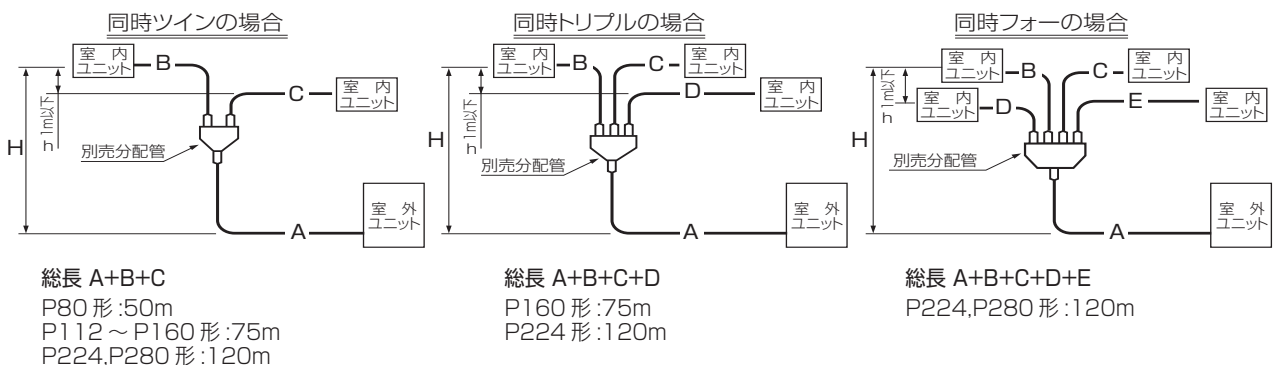 同時ツインの場合
室 内
ユニット
B
C
室 内
ユニット
H
h 1m以下
別売分配管
A
室 外
ユニット
総長 A+B+C
P80 形 :50m
P112 ～ P160 形 :75m
P224,P280 形 :120m
同時トリプルの場合
室 内
ユニット
B
C
室 内
ユニット
D
室 内
ユニット
H
h 1m以下
別売分配管
A
室 外
ユニット
総長 A+B+C+D
P160 形 :75m
P224 形 :120m
同時フォーの場合
室 内
ユニット
B
C
室 内
ユニット
室 内
ユニット
D
E
室 内
ユニット
H
h 1m以下
別売分配管
A
室 外
ユニット
総長 A+B+C+D+E
P224,P280 形 :120m